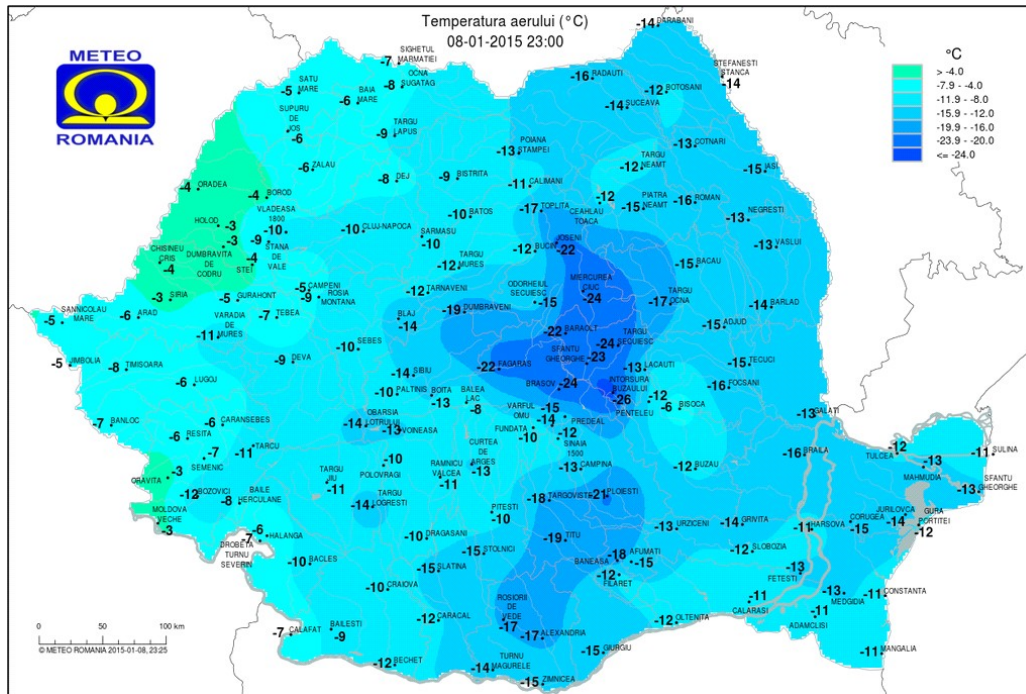 METEO
ROMANIA
Temperatura aerului (°C)
08-01-2015 23:00
°C
> -4.0
-7.9 - -4.0
-11.9 - -8.0
-15.9 - -12.0
-19.9 - -16.0
-23.9 - -20.0
<= -24.0
-14 DARABANI
-7 SIGHETUL
MARMATIEI
OCNA
-8 SUGATAG
-16 RADAUTI
STEFANESTI
STANCA
-14
SATU
-5 MARE
BAIA
-6 MARE
-12 BOTOSANI
-14 SUCEAVA
SUPURU
DE
JOS
-6
TARGU
-9 LAPUS
POIANA
-13 STAMPEI
-13 COTNARI
-6 ZALAU
-8 DEJ
-9 BISTRITA
-11 CALIMANI
TARGU
-12 NEAMT
-15 IASI
-4 ORADEA
-4 BOROD
VLADEASA
1800
-10
-10 BATOS
-17 TOPLITA
-12
CEAHLAU
TOACA
PIATRA
-15 NEAMT
-16 ROMAN
-13 NEGRESTI
HOLOD -3
-3
DUMBRAVITA
DE
CODRU
-9 STANA
DE
VALE
-10 CLUJ-NAPOCA
SARMASU
-10
-12 BUCIN
JOSENI
-22
-13 VASLUI
CHISINEU
CRIS
-4
STEI -4
TARGU
-12 MURES
-15 BACAU
-3 SIRIA
-5 GURAHONT
-5 CAMPENI
-9 ROSIA
MONTANA
-12 TARNAVENI
ODORHEIUL
SECUIESC
-15
MIERCUREA
CIUC
-24
-17 TARGU
OCNA
-14 BARLAD
SANNICOLAU
MARE
-5
-6 ARAD
VARADIA
DE
-11 MURES
-7 TEBEA
BLAJ
-14
-19 DUMBRAVENI
-22 BARAOLT
-24 TARGU
SECUIESC
-15 ADJUD
-5 JIMBOLIA
-8 TIMISOARA
-9 DEVA
-10 SEBES
-22 FAGARAS
SFANTU
GHEORGHE -23
-13 LACAUTI
-15 TECUCI
-6 LUGOJ
-14 SIBIU
-10 PALTINIS
BOITA
-13
BALEA
LAC
-8
BRASOV -24
INTORSURA
BUZAULUI
-26
-12
PENTELEU
-6 BISOCA
-16 FOCSANI
-7 BANLOC
-6 CARANSEBES
-6
RESITA
OBARSIA
-14 LOTRULUI
-13 VOINEASA
VARFUL
OMU
-15
-14 PREDEAL
FUNDATA
-10
-12
SINAIA
1500
-13 GALATI
-7
SEMENIC
-11 TARCU
-10
POLOVRAGI
CURTEA
DE
ARGES
-13
RAMNICU
VALCEA
-11
-13 CAMPINA
-12 BUZAU
-16 BRAILA
-12
TULCEA
-13
MAHMUDIA
-11 SULINA
-3
ORAVITA
-12 BOZOVICI
BAILE
-8 HERCULANE
TARGU
JIU
-11
TARGU
-14 LOGRESTI
-18 TARGOVISTE
-21 PLOIESTI
-13 SFANTU
GHEORGHE
MOLDOVA
VECHE
-3
PITESTI
-10
-13 URZICENI
-14 GRIVITA
-11 HARSOVA
CORUGEA
-15
JURILOVCA
-14
GURA
PORTITEI
-12
-6
HALANGA
-7
DROBETA
TURNU
SEVERIN
-10 DRAGASANI
-15 STOLNICI
-19 TITU
-18 AFUMATI
BANEASA -15
-12
FILARET
-12 SLOBOZIA
-10 BACLES
-15 SLATINA
-13
FETESTI
-10 CRAIOVA
ROSIORII
DE
VEDE
-17
-11
CALARASI
-13
MEDGIDIA
-11 CONSTANTA
-7 CALAFAT
BAILESTI
-9
-12 CARACAL
-17 ALEXANDRIA
-12 OLTENITA
-11
ADAMCLISI
-12 BECHET
TURNU
-14 MAGURELE
-15 ZIMNICEA
-15 GIURGIU
-11 MANGALIA
0 50 100 km
© METEO ROMANIA 2015-01-08, 23:25